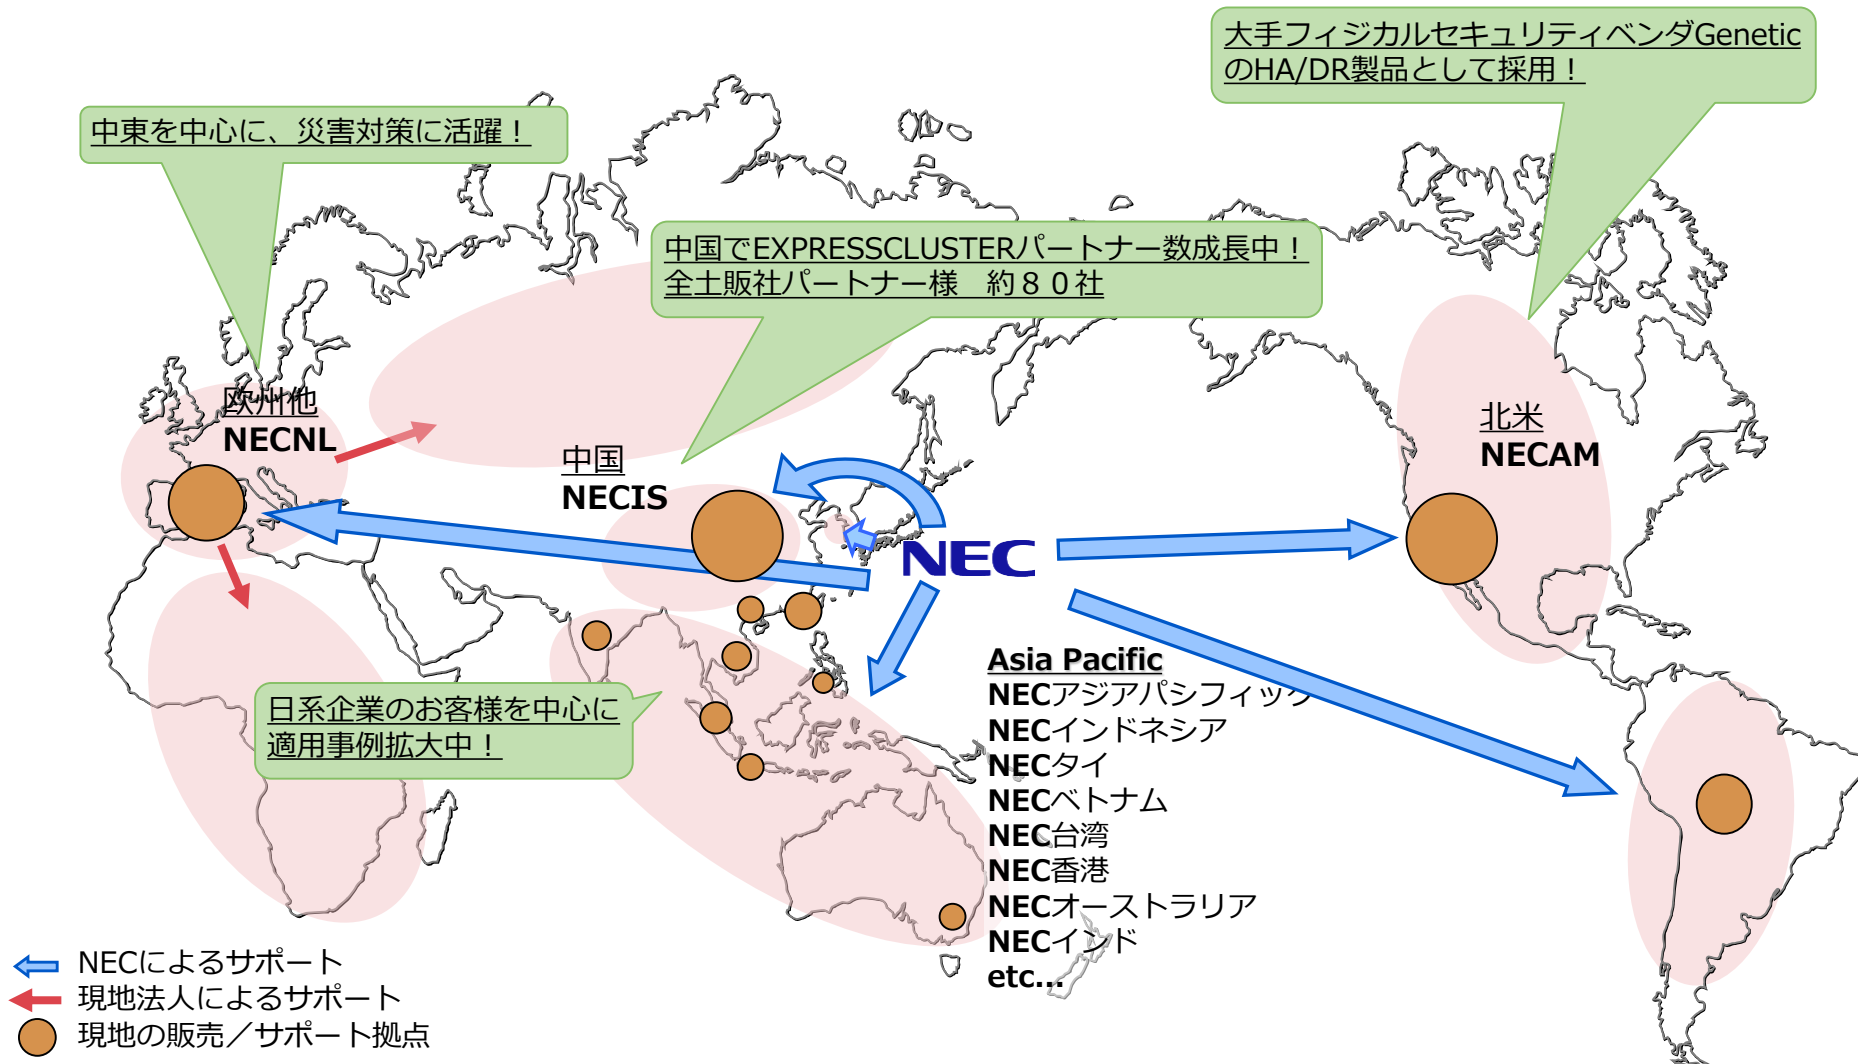 大手フィジカルセキュリティベンダGenetic
のHA/DR製品として採用！
中東を中心に、災害対策に活躍！
中国でEXPRESSCLUSTERパートナー数成長中！
全土販社パートナー様　約８０社
欧州他
NECNL
中国
NECIS
北米
NECAM
NEC
日系企業のお客様を中心に
適用事例拡大中！
Asia Pacific
NECアジアパシフィック
NECインドネシア
NECタイ
NECベトナム
NEC台湾
NEC香港
NECオーストラリア
NECインド
etc...
NECによるサポート
現地法人によるサポート
現地の販売／サポート拠点